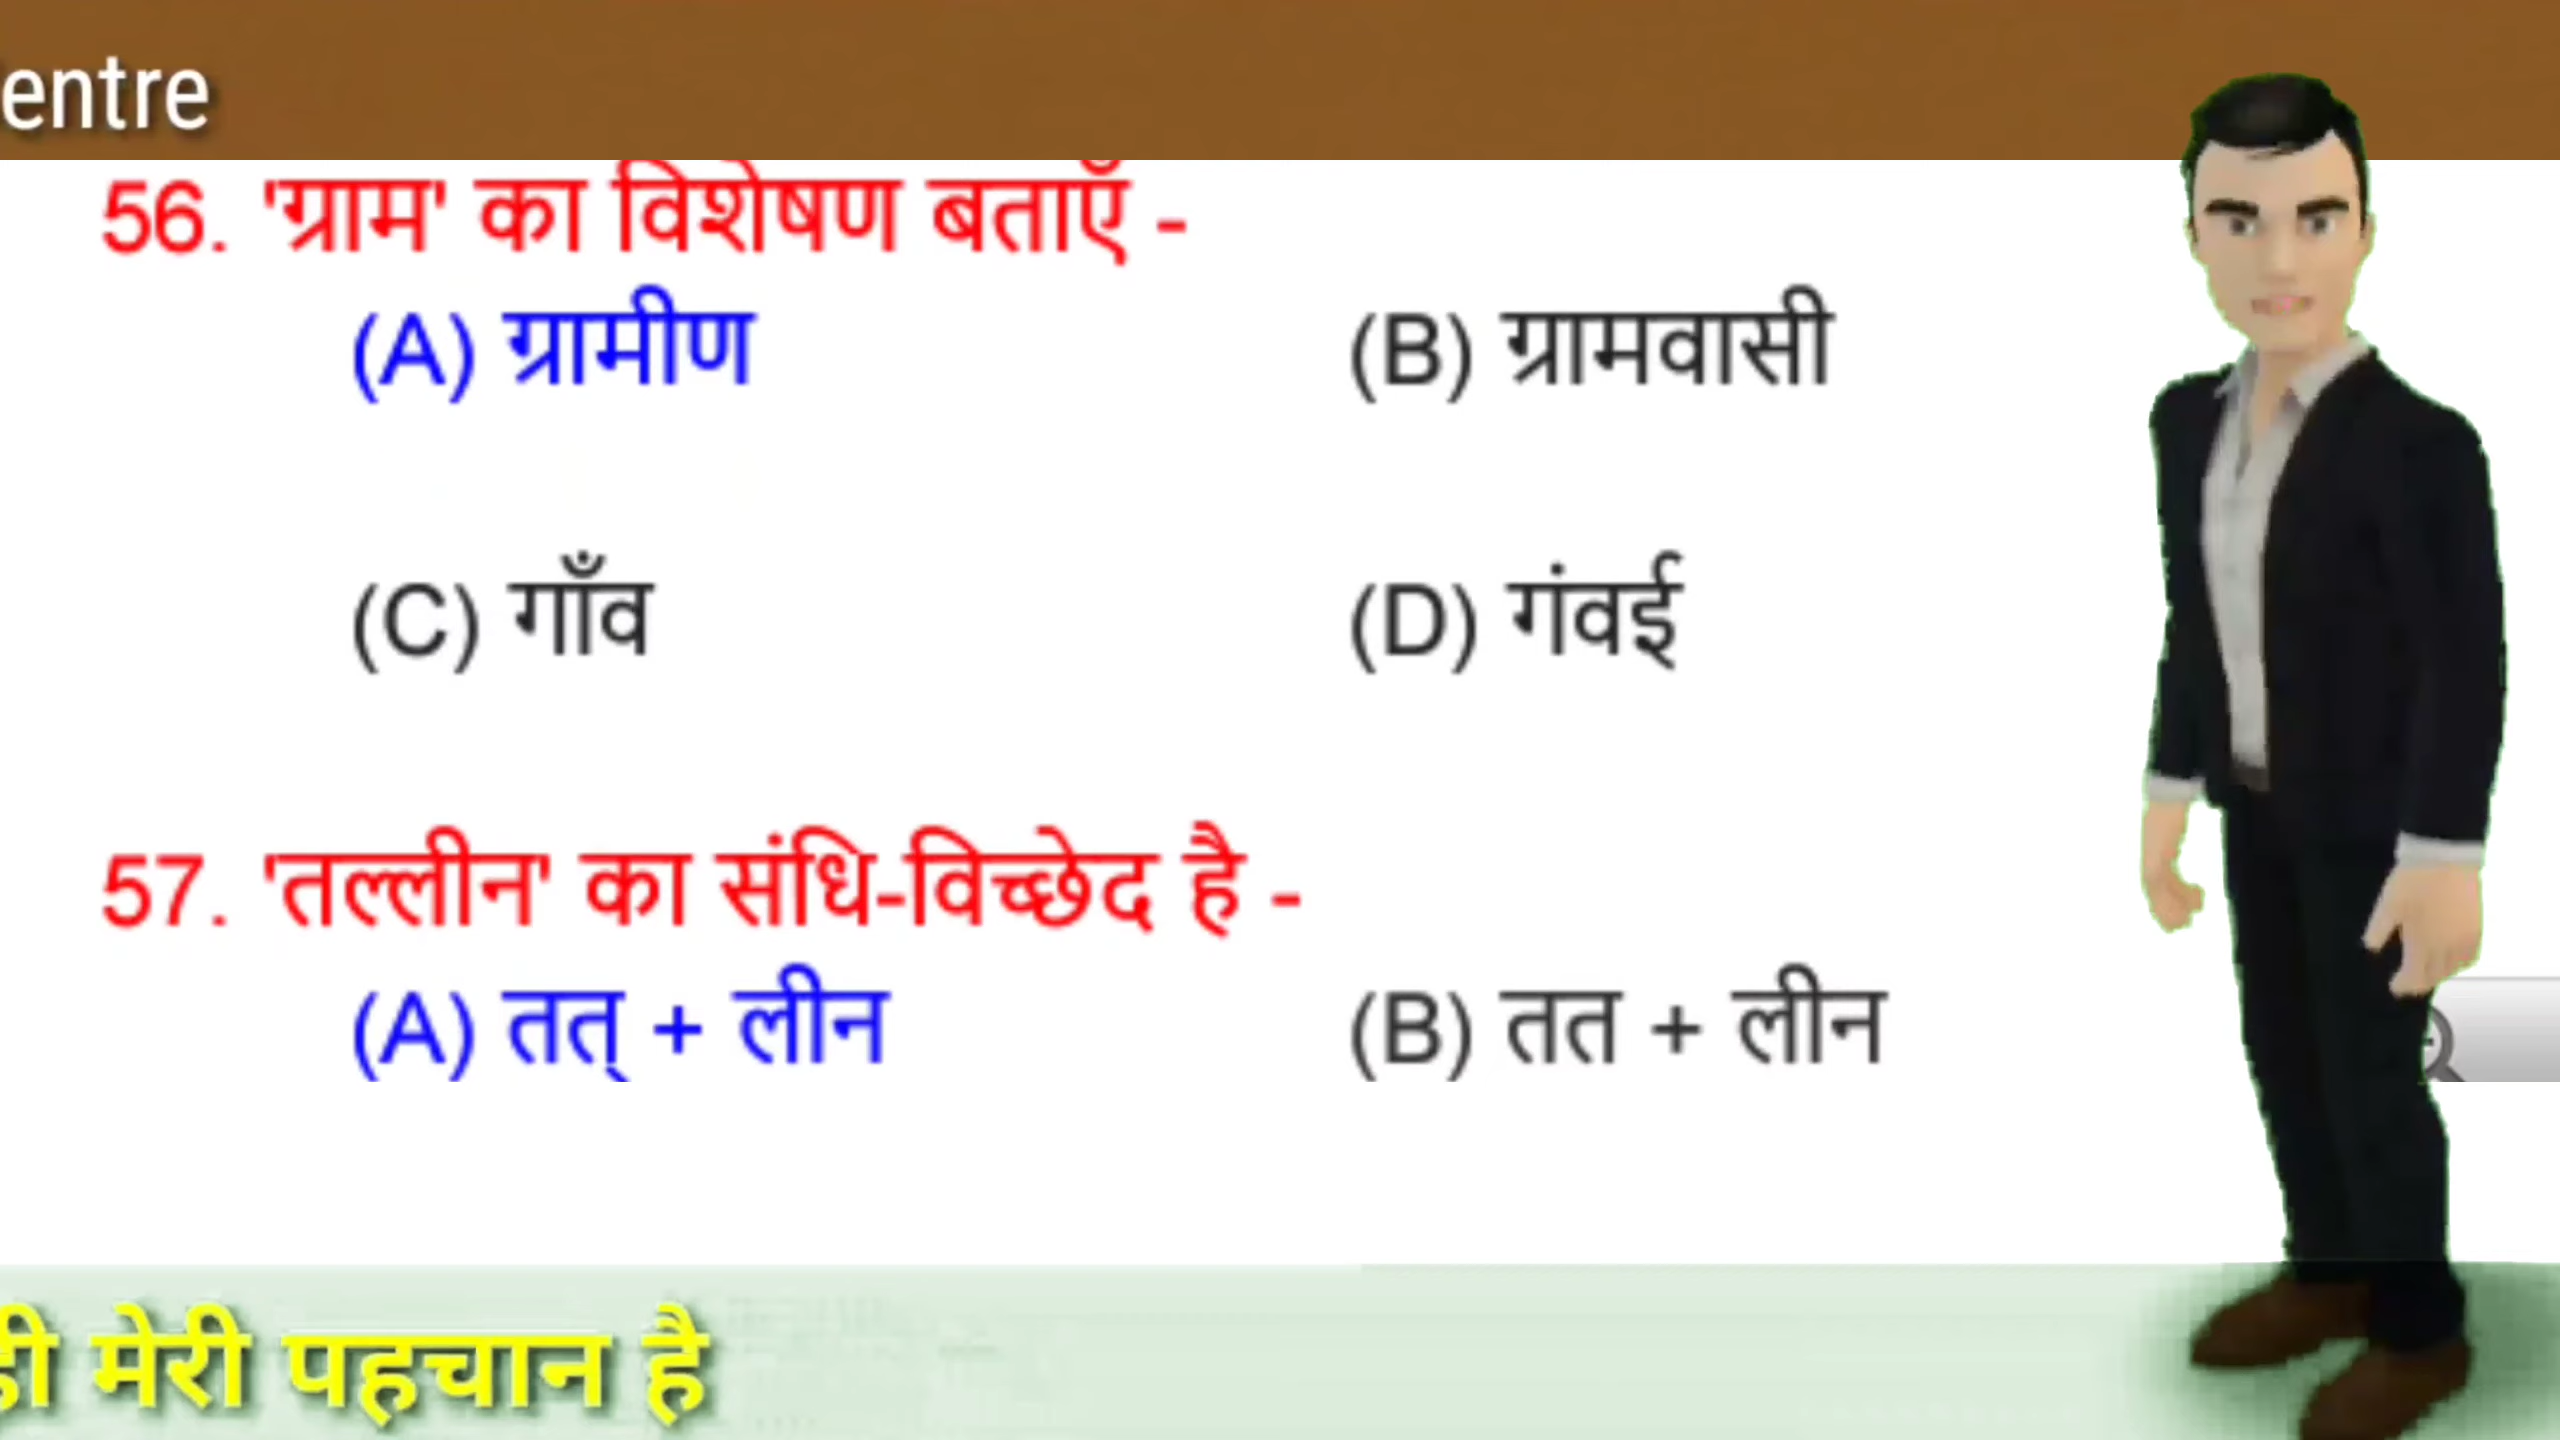 entre
56. 'ग्राम' का विशेषण बताएँ -
(A) ग्रामीण (B) ग्रामवासी
(C) गाँव (D) गंवई
57. 'तल्लीन' का संधि-विच्छेद है -
(A) तत् + लीन (B) तत + लीन
ही मेरी पहचान है